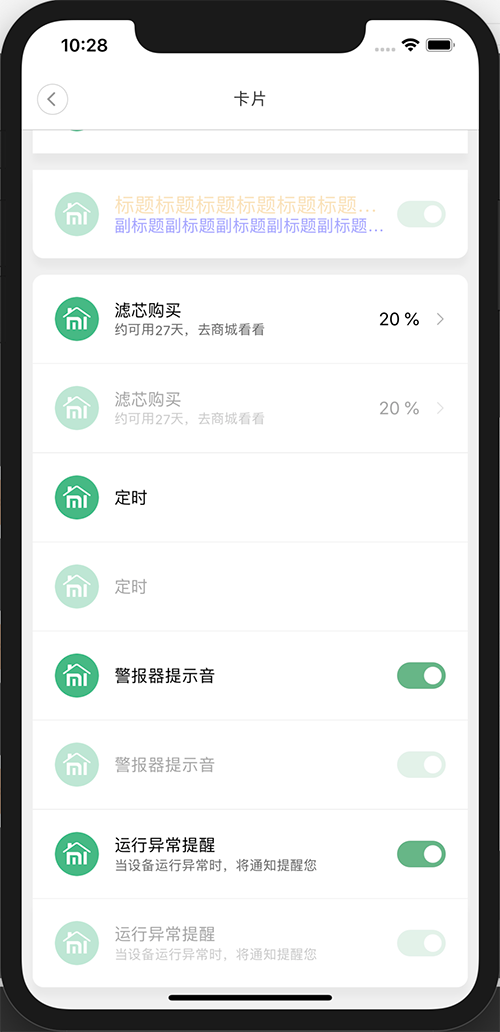 10:28
卡片
标题标题标题标题标题标题...
副标题副标题副标题副标题副标题...
滤芯购买
约可用27天，去商城看看
20 %
滤芯购买
约可用27天，去商城看看
20 %
定时
定时
警报器提示音
警报器提示音
运行异常提醒
当设备运行异常时，将通知提醒您
运行异常提醒
当设备运行异常时，将通知提醒您